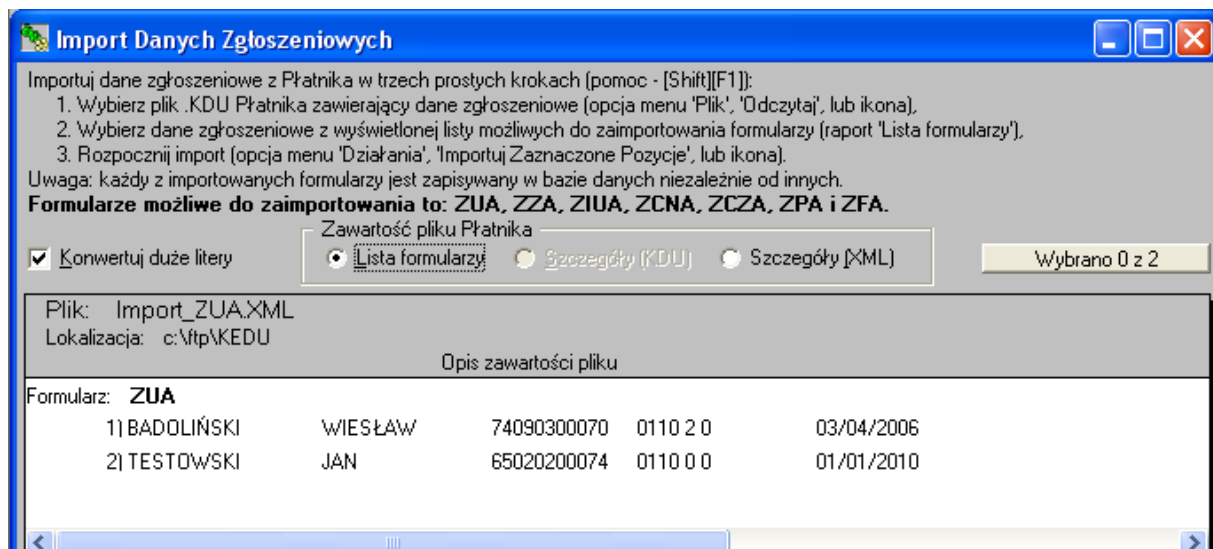 Import Danych Zgłoszeniowych
Importuj dane zgłoszeniowe z Płatnika w trzech prostych krokach (pomoc - [Shift][F1]):
1. Wybierz plik .KDU Płatnika zawierający dane zgłoszeniowe (opcja menu 'Plik', 'Odczytaj', lub ikona),
2. Wybierz dane zgłoszeniowe z wyświetlonej listy możliwych do zaimportowania formularzy (raport 'Lista formularzy'),
3. Rozpocznij import (opcja menu 'Działania', 'Importuj Zaznaczone Pozycje', lub ikona).
Uwaga: każdy z importowanych formularzy jest zapisywany w bazie danych niezależnie od innych.
Formularze możliwe do zaimportowania to: ZUA, ZZA, ZIUA, ZCNA, ZCZA, ZPA i ZFA.
Zawartość pliku Płatnika
Konwertuj duże litery Lista formularzy Szczegóły (KDU) Szczegóły (XML) Wybrano 0 z 2
Plik: Import_ZUA.XML
Lokalizacja: c:\ftp\KEDU
Opis zawartości pliku
Formularz: ZUA
1) BADOLIŃSKI WIESŁAW 74090300070 0110 2 0 03/04/2006
2) TESTOWSKI JAN 65020200074 0110 0 0 01/01/2010